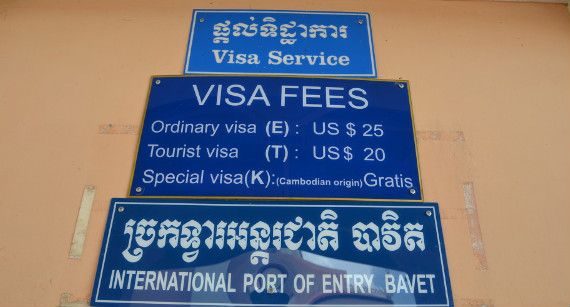 ផ្តល់ទិដ្ឋាការ
Visa Service
VISA FEES
Ordinary visa (E) : US $ 25
Tourist visa (T) : US $ 20
Special visa(K):(Cambodian origin) Gratis
ច្រកទ្វារអន្តរជាតិ បាវិត
INTERNATIONAL PORT OF ENTRY BAVET